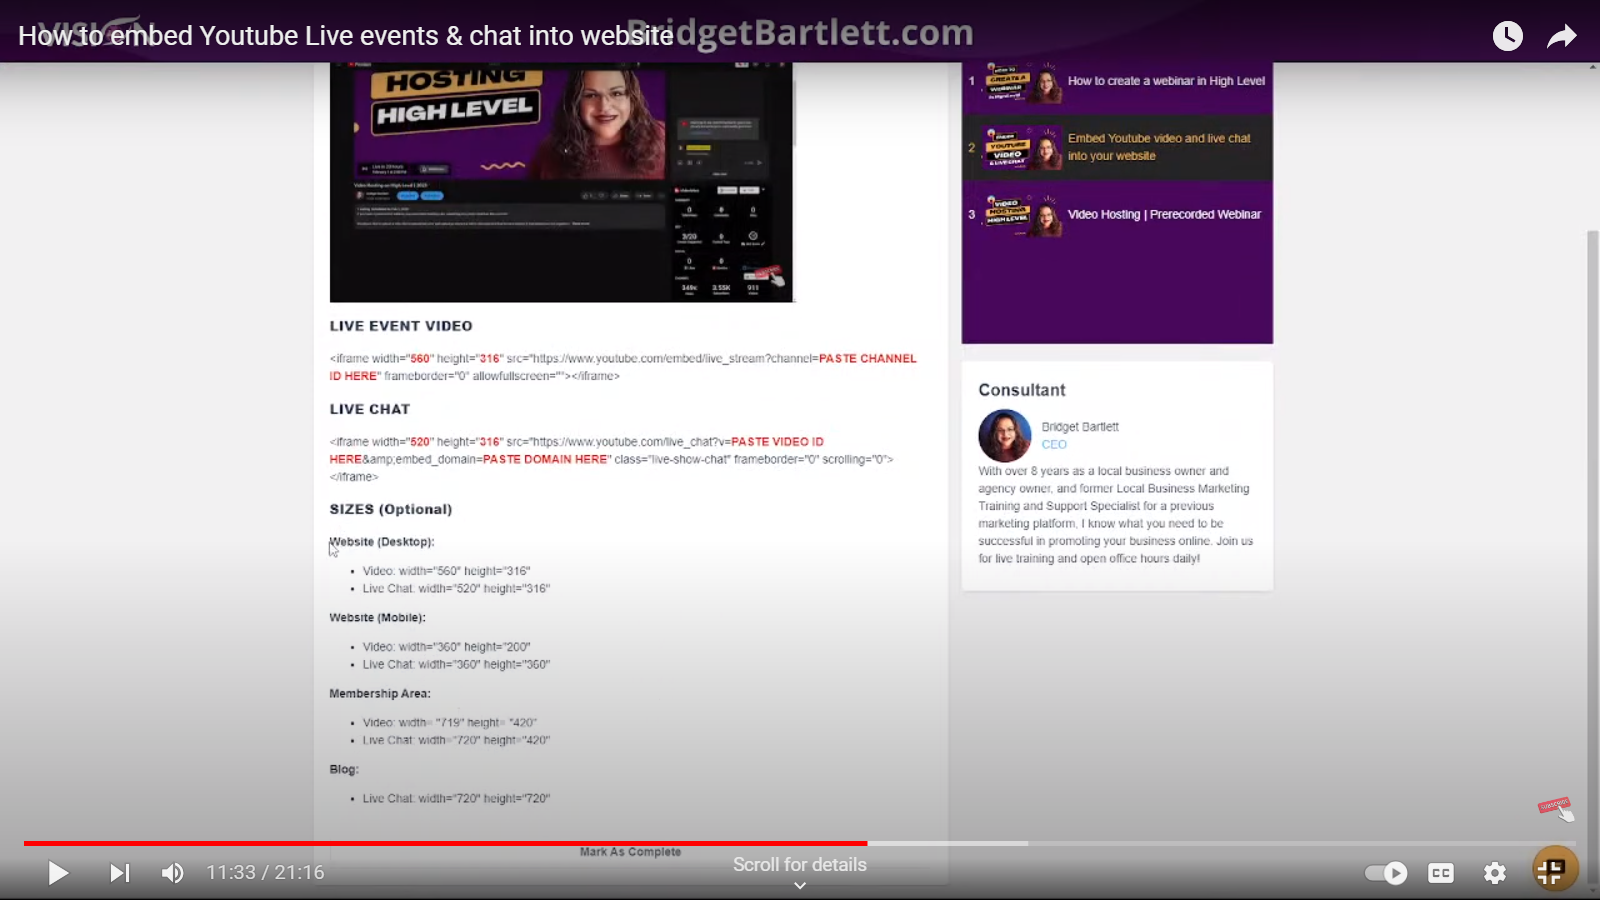 How to embed Youtube Live events & chat into website
BridgetBartlett.com
HOSTING
HIGH LEVEL
1 How to create a webinar in High Level
2 Embed Youtube video and live chat
into your website
3 Video Hosting | Prerecorded Webinar
LIVE EVENT VIDEO
<iframe width="560" height="316" src="https://www.youtube.com/embed/live_stream?channel=PASTE CHANNEL
ID HERE" frameborder="0" allowfullscreen=""></iframe>
LIVE CHAT
<iframe width="520" height="316" src="https://www.youtube.com/live_chat?v=PASTE VIDEO ID
HERE&amp;embed_domain=PASTE DOMAIN HERE" class="live-show-chat" frameborder="0" scrolling="0">
</iframe>
SIZES (Optional)
Website (Desktop):
• Video: width="560" height="316"
• Live Chat: width="520" height="316"
Website (Mobile):
• Video: width="360" height="200"
• Live Chat: width="360" height="360"
Membership Area:
• Video: width= "719" height= "420"
• Live Chat: width="720" height="420"
Blog:
• Live Chat: width="720" height="720"
Mark As Complete
Consultant
Bridget Bartlett
CEO
With over 8 years as a local business owner and
agency owner, and former Local Business Marketing
Training and Support Specialist for a previous
marketing platform, I know what you need to be
successful in promoting your business online. Join us
for live training and open office hours daily!
SUBSCRIBE
11:33 / 21:16
Scroll for details
CC